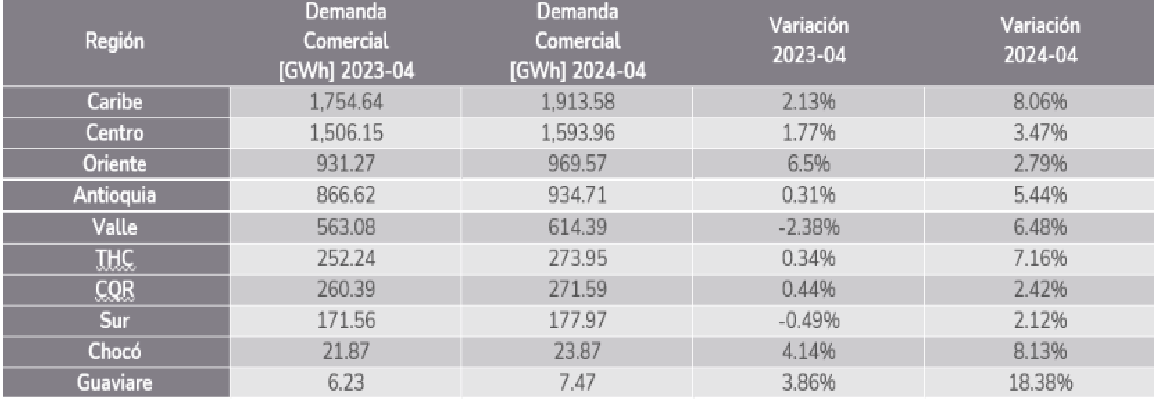 Región Demanda Comercial [GWh] 2023-04 Demanda Comercial [GWh] 2024-04 Variación 2023-04 Variación 2024-04
Caribe 1,754.64 1,913.58 2.13% 8.06%
Centro 1,506.15 1,593.96 1.77% 3.47%
Oriente 931.27 969.57 6.5% 2.79%
Antioquia 866.62 934.71 0.31% 5.44%
Valle 563.08 614.39 -2.38% 6.48%
THC 252.24 273.95 0.34% 7.16%
CQR 260.39 271.59 0.44% 2.42%
Sur 171.56 177.97 -0.49% 2.12%
Chocó 21.87 23.87 4.14% 8.13%
Guaviare 6.23 7.47 3.86% 18.38%